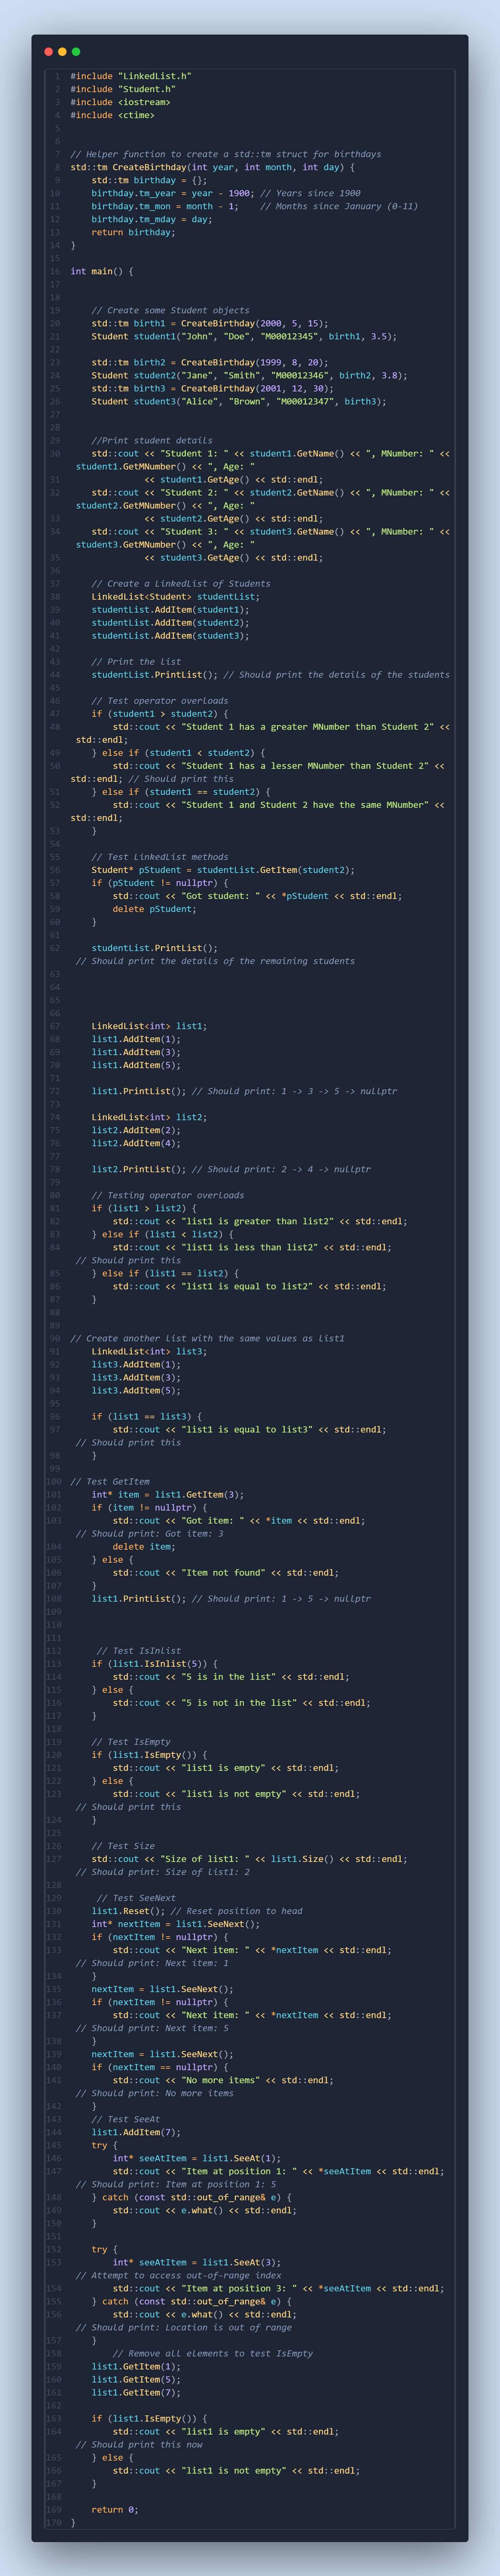 1 #include "LinkedList.h"
2 #include "Student.h"
3 #include <iostream>
4 #include <ctime>
5
6
7 // Helper function to create a std::tm struct for birthdays
8 std::tm CreateBirthday(int year, int month, int day) {
9     std::tm birthday = {};
10     birthday.tm_year = year - 1900; // Years since 1900
11     birthday.tm_mon = month - 1;    // Months since January (0-11)
12     birthday.tm_mday = day;
13     return birthday;
14 }
15
16 int main() {
17
18
19     // Create some Student objects
20     std::tm birth1 = CreateBirthday(2000, 5, 15);
21     Student student1("John", "Doe", "M00012345", birth1, 3.5);
22
23     std::tm birth2 = CreateBirthday(1999, 8, 20);
24     Student student2("Jane", "Smith", "M00012346", birth2, 3.8);
25     std::tm birth3 = CreateBirthday(2001, 12, 30);
26     Student student3("Alice", "Brown", "M00012347", birth3);
27
28
29     //Print student details
30     std::cout << "Student 1: " << student1.GetName() << ", MNumber: " <<
student1.GetMNumber() << ", Age: "
31               << student1.GetAge() << std::endl;
32     std::cout << "Student 2: " << student2.GetName() << ", MNumber: " <<
student2.GetMNumber() << ", Age: "
33               << student2.GetAge() << std::endl;
34     std::cout << "Student 3: " << student3.GetName() << ", MNumber: " <<
student3.GetMNumber() << ", Age: "
35               << student3.GetAge() << std::endl;
36
37     // Create a LinkedList of Students
38     LinkedList<Student> studentList;
39     studentList.AddItem(student1);
40     studentList.AddItem(student2);
41     studentList.AddItem(student3);
42
43     // Print the list
44     studentList.PrintList(); // Should print the details of the students
45
46     // Test operator overloads
47     if (student1 > student2) {
48         std::cout << "Student 1 has a greater MNumber than Student 2" <<
std::endl;
49     } else if (student1 < student2) {
50         std::cout << "Student 1 has a lesser MNumber than Student 2" <<
std::endl; // Should print this
51     } else if (student1 == student2) {
52         std::cout << "Student 1 and Student 2 have the same MNumber" <<
std::endl;
53     }
54
55     // Test LinkedList methods
56     Student* pStudent = studentList.GetItem(student2);
57     if (pStudent != nullptr) {
58         std::cout << "Got student: " << *pStudent << std::endl;
59         delete pStudent;
60     }
61
62     studentList.PrintList();
// Should print the details of the remaining students
63
64
65
66
67     LinkedList<int> list1;
68     list1.AddItem(1);
69     list1.AddItem(3);
70     list1.AddItem(5);
71
72     list1.PrintList(); // Should print: 1 -> 3 -> 5 -> nullptr
73
74     LinkedList<int> list2;
75     list2.AddItem(2);
76     list2.AddItem(4);
77
78     list2.PrintList(); // Should print: 2 -> 4 -> nullptr
79
80     // Testing operator overloads
81     if (list1 > list2) {
82         std::cout << "list1 is greater than list2" << std::endl;
83     } else if (list1 < list2) {
84         std::cout << "list1 is less than list2" << std::endl;
// Should print this
85     } else if (list1 == list2) {
86         std::cout << "list1 is equal to list2" << std::endl;
87     }
88
89
90 // Create another list with the same values as list1
91     LinkedList<int> list3;
92     list3.AddItem(1);
93     list3.AddItem(3);
94     list3.AddItem(5);
95
96     if (list1 == list3) {
97         std::cout << "list1 is equal to list3" << std::endl;
// Should print this
98     }
99
100 // Test GetItem
101     int* item = list1.GetItem(3);
102     if (item != nullptr) {
103         std::cout << "Got item: " << *item << std::endl;
// Should print: Got item: 3
104         delete item;
105     } else {
106         std::cout << "Item not found" << std::endl;
107     }
108     list1.PrintList(); // Should print: 1 -> 5 -> nullptr
109
110
111
112      // Test IsInlist
113     if (list1.IsInlist(5)) {
114         std::cout << "5 is in the list" << std::endl;
115     } else {
116         std::cout << "5 is not in the list" << std::endl;
117     }
118
119     // Test IsEmpty
120     if (list1.IsEmpty()) {
121         std::cout << "list1 is empty" << std::endl;
122     } else {
123         std::cout << "list1 is not empty" << std::endl;
// Should print this
124     }
125
126     // Test Size
127     std::cout << "Size of list1: " << list1.Size() << std::endl;
// Should print: Size of list1: 2
128
129      // Test SeeNext
130     list1.Reset(); // Reset position to head
131     int* nextItem = list1.SeeNext();
132     if (nextItem != nullptr) {
133         std::cout << "Next item: " << *nextItem << std::endl;
// Should print: Next item: 1
134     }
135     nextItem = list1.SeeNext();
136     if (nextItem != nullptr) {
137         std::cout << "Next item: " << *nextItem << std::endl;
// Should print: Next item: 5
138     }
139     nextItem = list1.SeeNext();
140     if (nextItem == nullptr) {
141         std::cout << "No more items" << std::endl;
// Should print: No more items
142     }
143     // Test SeeAt
144     list1.AddItem(7);
145     try {
146         int* seeAtItem = list1.SeeAt(1);
147         std::cout << "Item at position 1: " << *seeAtItem << std::endl;
// Should print: Item at position 1: 5
148     } catch (const std::out_of_range& e) {
149         std::cout << e.what() << std::endl;
150     }
151
152     try {
153         int* seeAtItem = list1.SeeAt(3);
// Attempt to access out-of-range index
154         std::cout << "Item at position 3: " << *seeAtItem << std::endl;
155     } catch (const std::out_of_range& e) {
156         std::cout << e.what() << std::endl;
// Should print: Location is out of range
157     }
158         // Remove all elements to test IsEmpty
159     list1.GetItem(1);
160     list1.GetItem(5);
161     list1.GetItem(7);
162
163     if (list1.IsEmpty()) {
164         std::cout << "list1 is empty" << std::endl;
// Should print this now
165     } else {
166         std::cout << "list1 is not empty" << std::endl;
167     }
168
169     return 0;
170 }